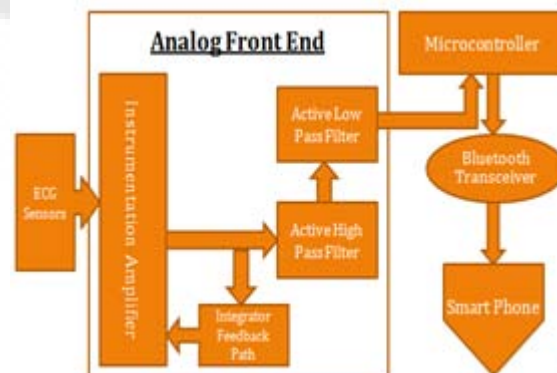 Analog Front End
Microcontroller
Instrumentation Amplifier
Active Low
Pass Filter
Bluetooth
Transceiver
ECG
Sensors
Active High
Pass Filter
Integrator
Feedback
Path
Smart Phone